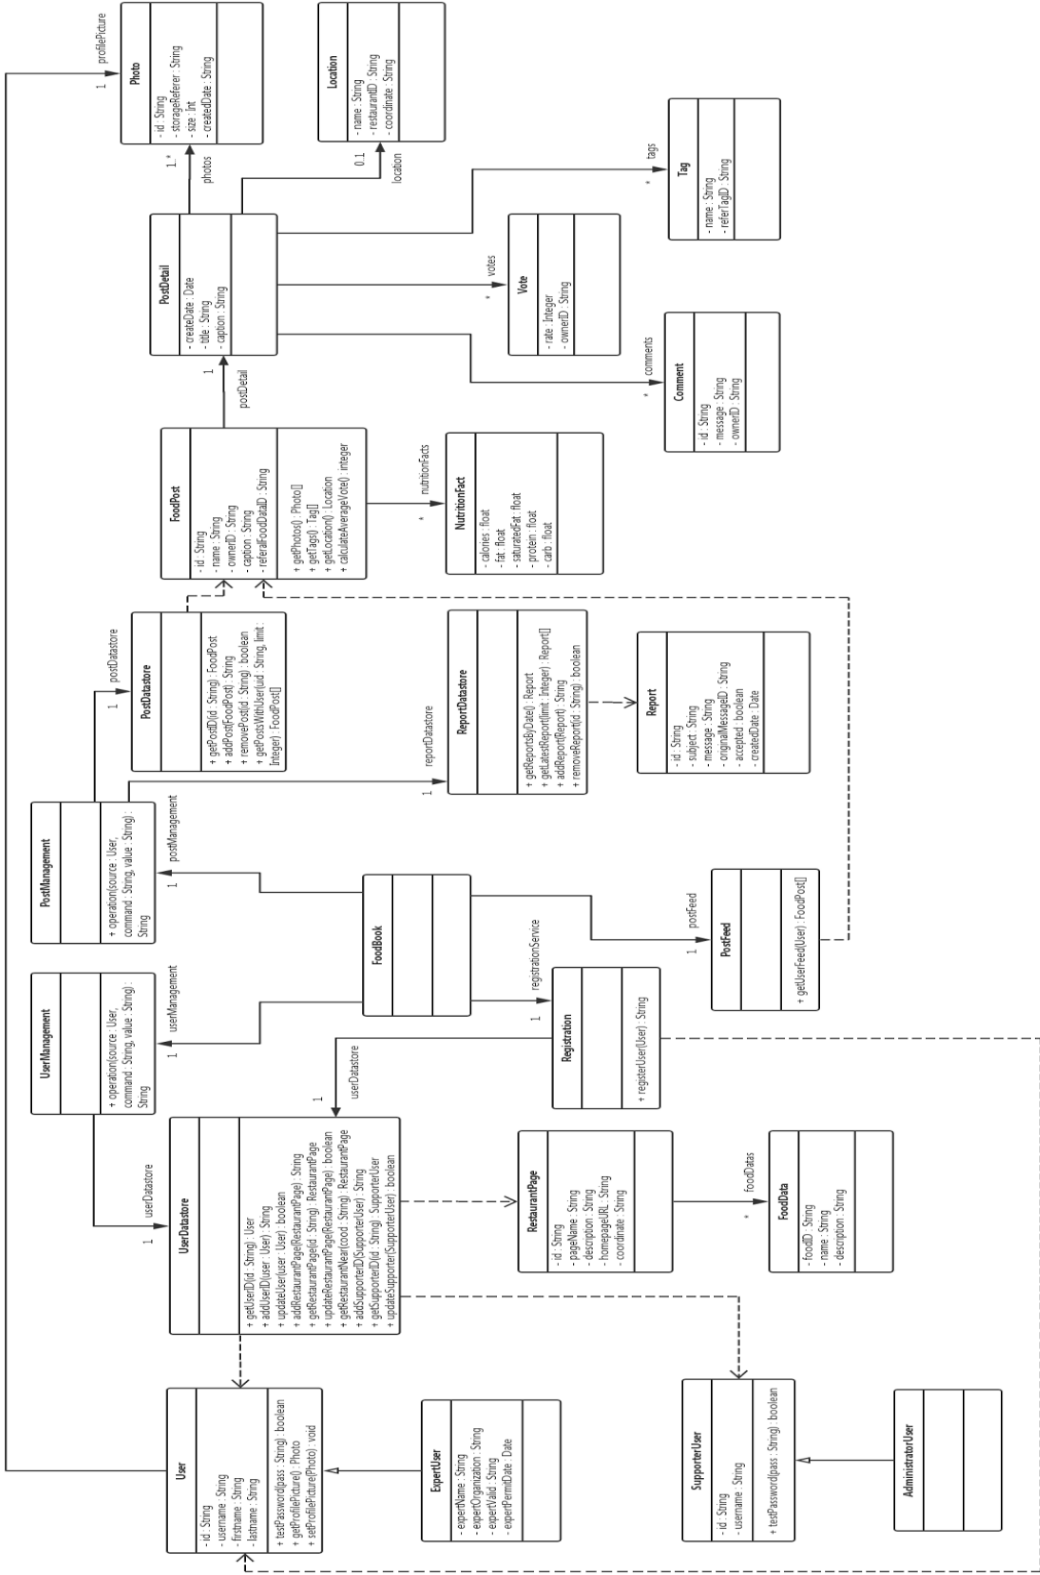 1
profilePicture
Photo
- id : String
- storageReferer : String
- size : Int
- createdDate : String
1..*
photos
Location
- name : String
- restaurantID : String
- coordinate : String
0.1
location
PostDetail
- createDate : Date
- title : String
- caption : String
*
tags
Tag
- name : String
- referTagID : String
*
votes
Vote
- rate : Integer
- ownerID : String
*
comments
Comment
- id : String
- message : String
- ownerID : String
1
postDetail
FoodPost
- id : String
- name : String
- ownerID : String
- caption : String
- referalFoodDataID : String
+ getPhotos() : Photo[]
+ getTags() : Tag[]
+ getLocation() : Location
+ calculateAverageVote() : integer
*
nutritionFacts
NutritionFact
- calories : float
- fat : float
- saturatedFat : float
- protein : float
- carb : float
1
postDatastore
PostDatastore
+ getPostID(id : String) : FoodPost
+ addPost(FoodPost) : String
+ removePost(id : String) : boolean
+ getPostsWithUser(uid : String, limit :
Integer) : FoodPost[]
1
reportDatastore
ReportDatastore
+ getReportsByDate() : Report
+ getLatestReport(limit : Integer) : Report[]
+ addReport(Report) : String
+ removeReport(id : String) : boolean
Report
- id : String
- subject : String
- message : String
- originalMessageID : String
- accepted : boolean
- createdDate : Date
PostManagement
+ operation(source : User,
command : String, value : String) :
String
1
postManagement
FoodBook
1
postFeed
PostFeed
+ getUserFeed(User) : FoodPost[]
UserManagement
+ operation(source : User,
command : String, value : String) :
String
1
userManagement
1
registrationService
Registration
+ registerUser(User) : String
1
userDatastore
1
userDatastore
UserDatastore
+ getUserID(id : String) : User
+ addUserID(user : User) : String
+ updateUser(user : User) : boolean
+ addRestaurantPage(RestaurantPage) : String
+ getRestaurantPage(id : String) : RestaurantPage
+ updateRestaurantPage(RestaurantPage) : boolean
+ getRestaurantNear(cood : String) : RestaurantPage
+ addSupporterID(SupporterUser) : String
+ getSupporterID(id : String) : SupporterUser
+ updateSupporter(SupporterUser) : boolean
RestaurantPage
- id : String
- pageName : String
- description : String
- homepageURL : String
- coordinate : String
*
foodDatas
FoodData
- foodID : String
- name : String
- description : String
User
- id : String
- username : String
- firstname : String
- lastname : String
+ testPassword(pass : String) : boolean
+ getProfilePicture() : Photo
+ setProfilePicture(Photo) : void
ExpertUser
- expertName : String
- expertOrganization : String
- expertValid : String
- expertPermitDate : Date
SupporterUser
- id : String
- username : String
+ testPassword(pass : String) : boolean
AdministratorUser